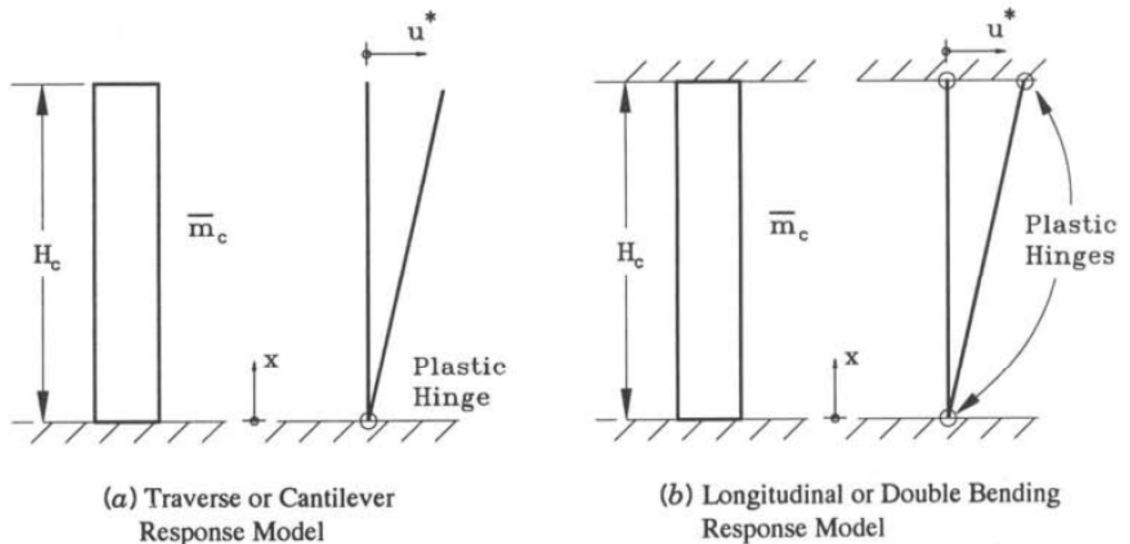 u*
u*
H_c
m̅_c
x
Plastic
Hinge
H_c
m̅_c
x
Plastic
Hinges
(a) Traverse or Cantilever
Response Model
(b) Longitudinal or Double Bending
Response Model